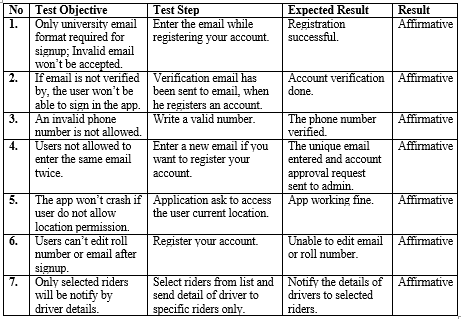 No Test Objective Test Step Expected Result Result
1. Only university email Enter the email while Registration Affirmative
format required for registering your account. successful.
signup; Invalid email
won't be accepted.
2. If email is not verified Verification email has Account verification Affirmative
by, the user won't be been sent to email, when done.
able to sign in the app. he registers an account.
3. An invalid phone Write a valid number. The phone number Affirmative
number is not allowed. verified.
4. Users not allowed to Enter a new email if you The unique email Affirmative
enter the same email want to register your entered and account
twice. account. approval request
sent to admin.
5. The app won't crash if Application ask to access App working fine. Affirmative
user do not allow the user current location.
location permission.
6. Users can't edit roll Register your account. Unable to edit email Affirmative
number or email after or roll number.
signup.
7. Only selected riders Select riders from list and Notify the details of Affirmative
will be notify by send detail of driver to drivers to selected
driver details. specific riders only. riders.